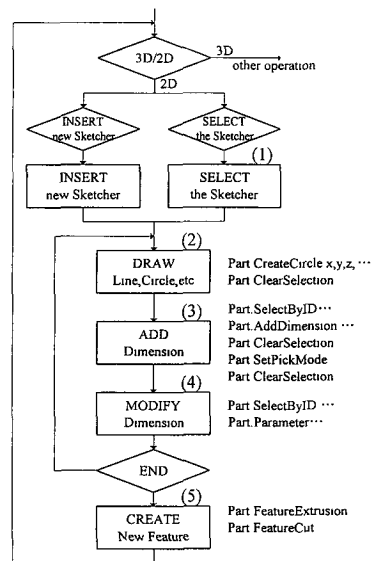 3D/2D
3D
other operation
2D
INSERT
new Sketcher
SELECT
the Sketcher
(1)
INSERT
new Sketcher
SELECT
the Sketcher
(2)
DRAW
Line,Circle,etc
Part CreateCircle x,y,z, ···
Part ClearSelection
(3)
ADD
Dimension
Part.SelectByID ···
Part.AddDimension ···
Part ClearSelection
Part SetPickMode
Part ClearSelection
(4)
MODIFY
Dimension
Part SelectByID ···
Part.Parameter ···
END
(5)
CREATE
New Feature
Part FeatureExtrusion
Part FeatureCut